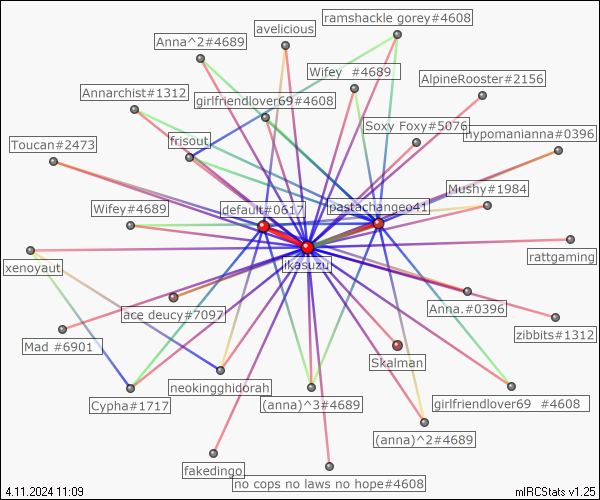 ramshackle gorey#4608
avelicious
Anna^2#4689
Wifey  #4689
AlpineRooster#2156
Annarchist#1312
girlfriendlover69#4608
Soxy Foxy#5076
hypomanianna#0396
frisout
Toucan#2473
Mushy#1984
Wifey#4689
default#0617
pastachangeo41
ikasuzu
rattgaming
xenoyaut
Anna.#0396
ace deucy#7097
zibbits#1312
Mad #6901
Skalman
neokingghidorah
Cypha#1717
(anna)^3#4689
girlfriendlover69  #4608
(anna)^2#4689
fakedingo
no cops no laws no hope#4608
4.11.2024 11:09
mIRCStats v1.25